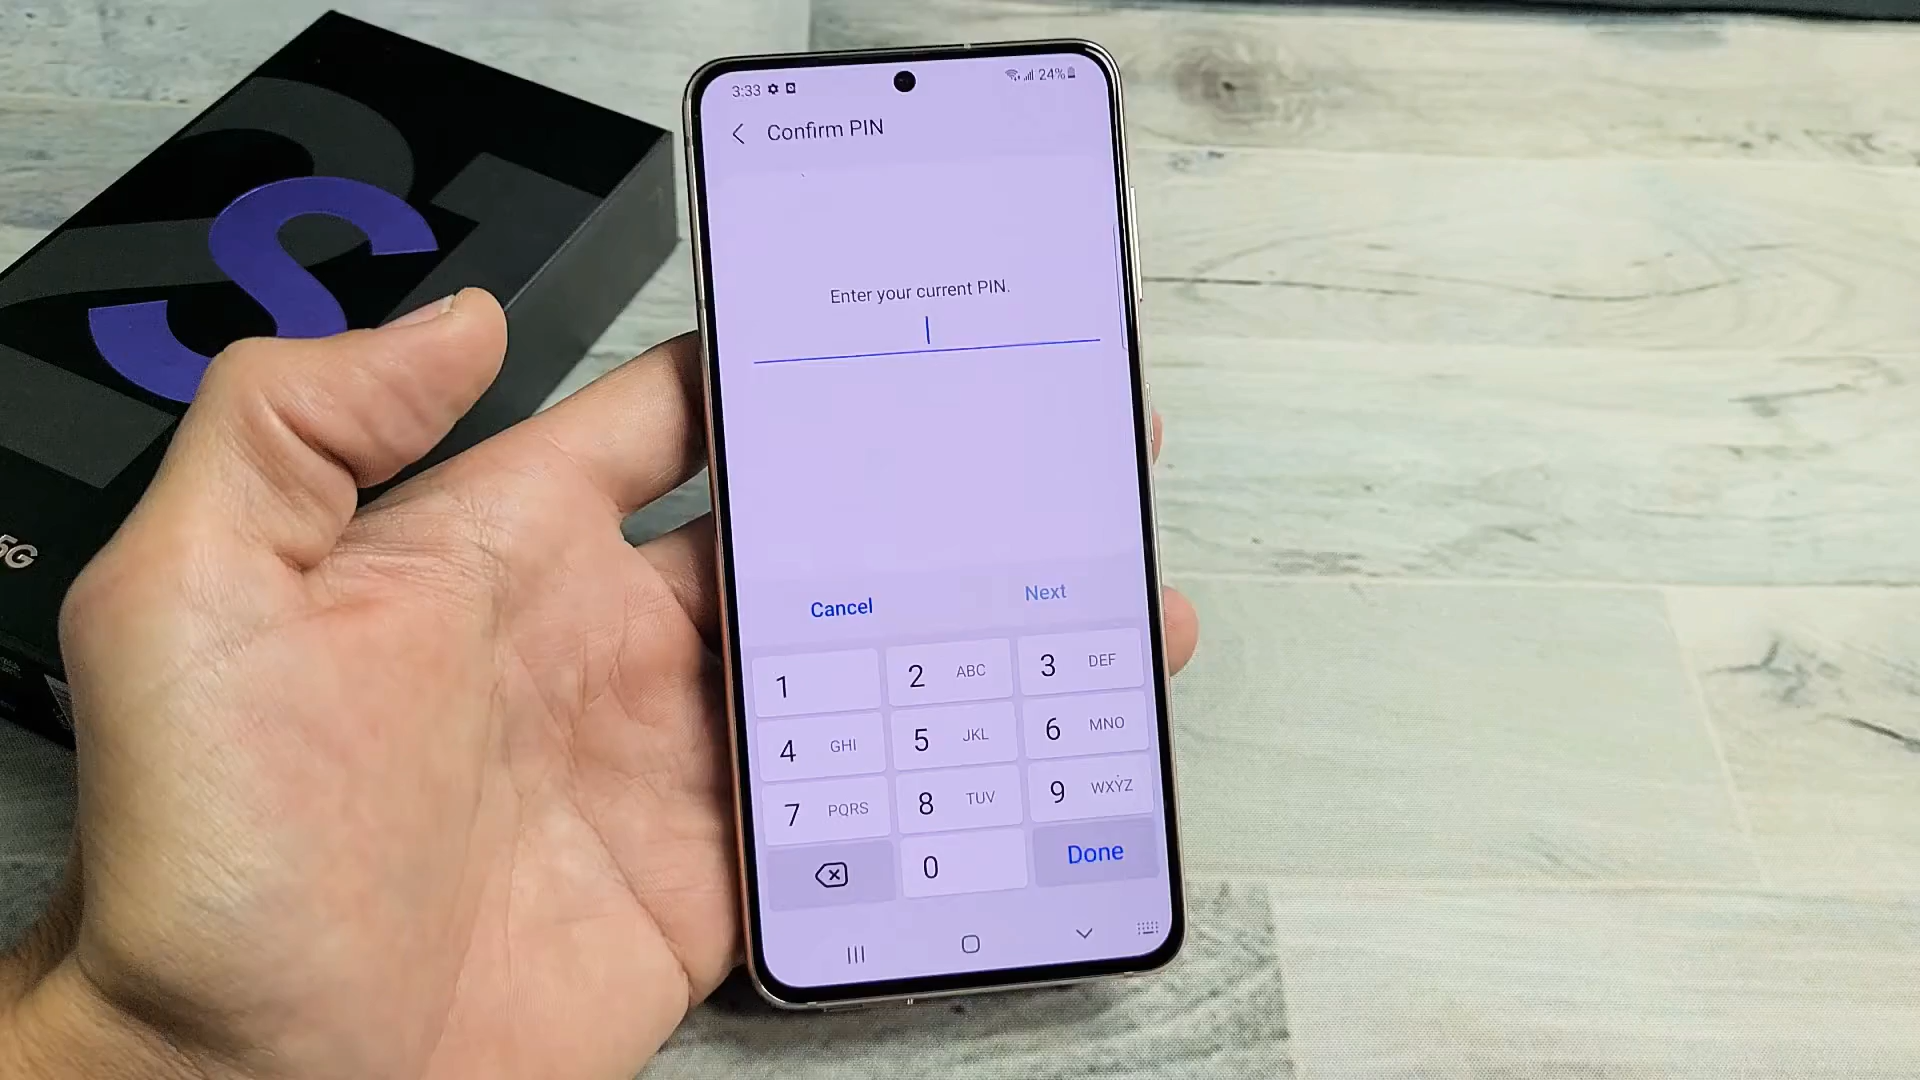 S21
5G
3:33
24%
Confirm PIN
Enter your current PIN.
Cancel Next
1 2 ABC 3 DEF
4 GHI 5 JKL 6 MNO
7 PQRS 8 TUV 9 WXYZ
0 Done